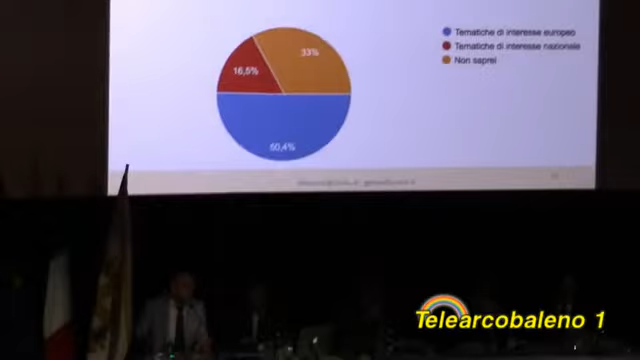 33%
16,5%
50,4%
Tematiche di interesse europeo
Tematiche di interesse nazionale
Non saprei
Telearcobaleno 1